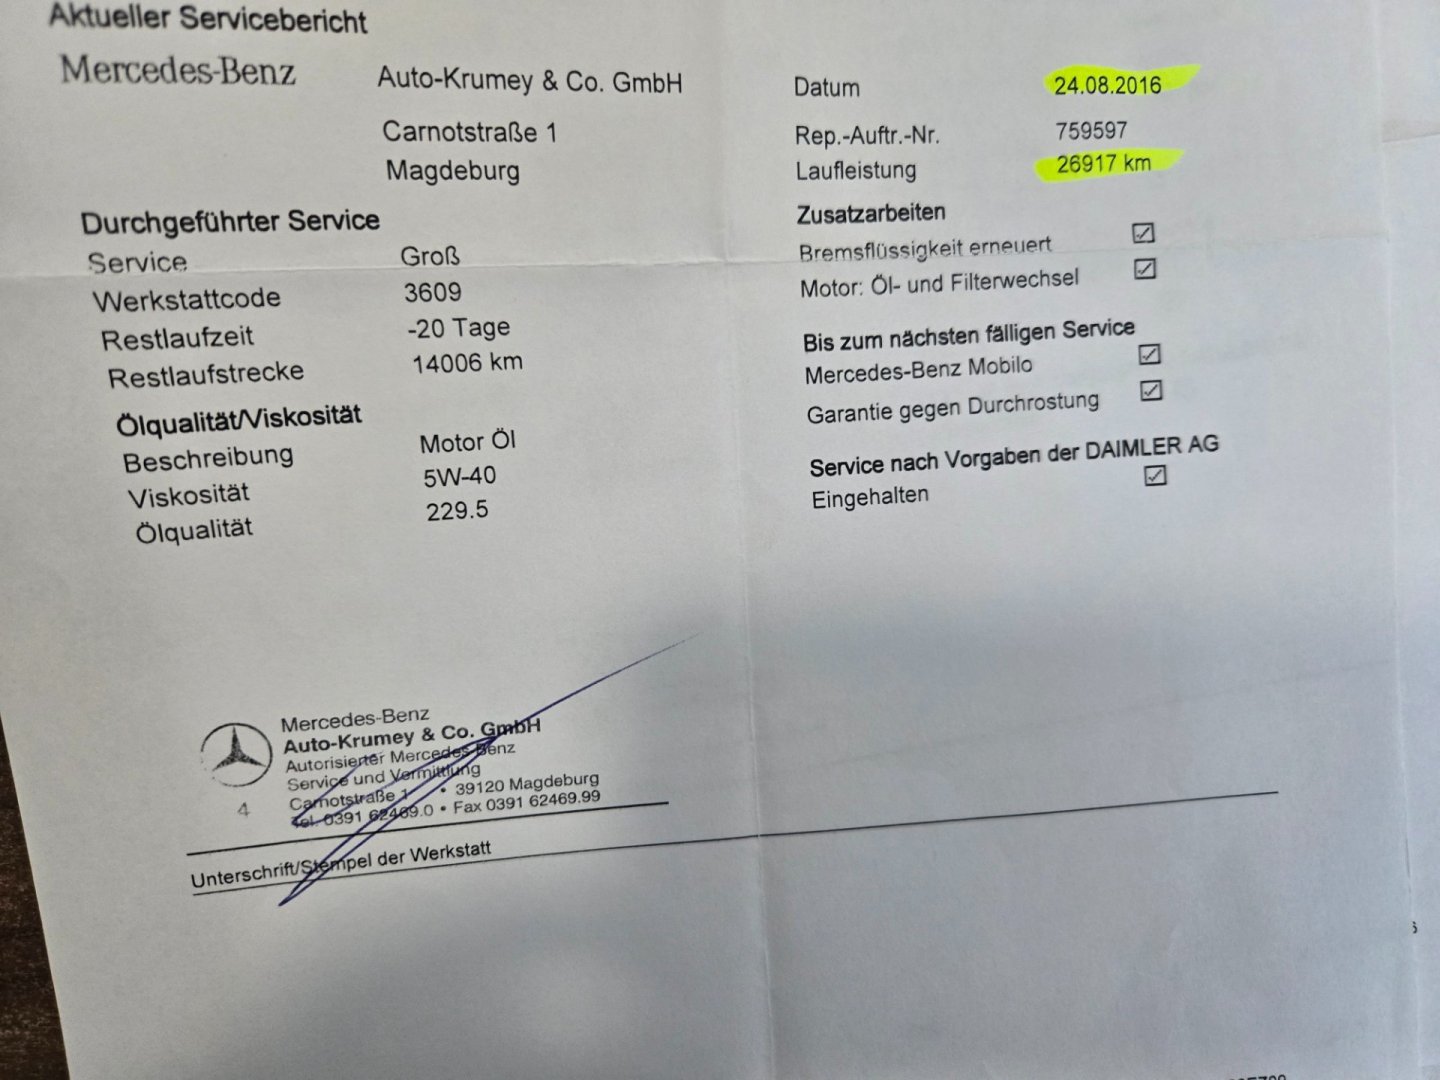 Aktueller Servicebericht
Mercedes-Benz
Auto-Krumey & Co. GmbH
Carnotstraße 1
Magdeburg
Datum 24.08.2016
Rep.-Auftr.-Nr. 759597
Laufleistung 26917 km
Durchgeführter Service
Service Groß
Werkstattcode 3609
Restlaufzeit -20 Tage
Restlaufstrecke 14006 km
Ölqualität/Viskosität
Beschreibung Motor Öl
Viskosität 5W-40
Ölqualität 229.5
Zusatzarbeiten
Bremsflüssigkeit erneuert
Motor: Öl- und Filterwechsel
Bis zum nächsten fälligen Service
Mercedes-Benz Mobilo
Garantie gegen Durchrostung
Service nach Vorgaben der DAIMLER AG
Eingehalten
Mercedes-Benz
Auto-Krumey & Co. GmbH
Autorisierter Mercedes-Benz
Service und Vermittlung
Carnotstraße 1 • 39120 Magdeburg
Tel. 0391 62469.0 • Fax 0391 62469.99
4
Unterschrift/Stempel der Werkstatt